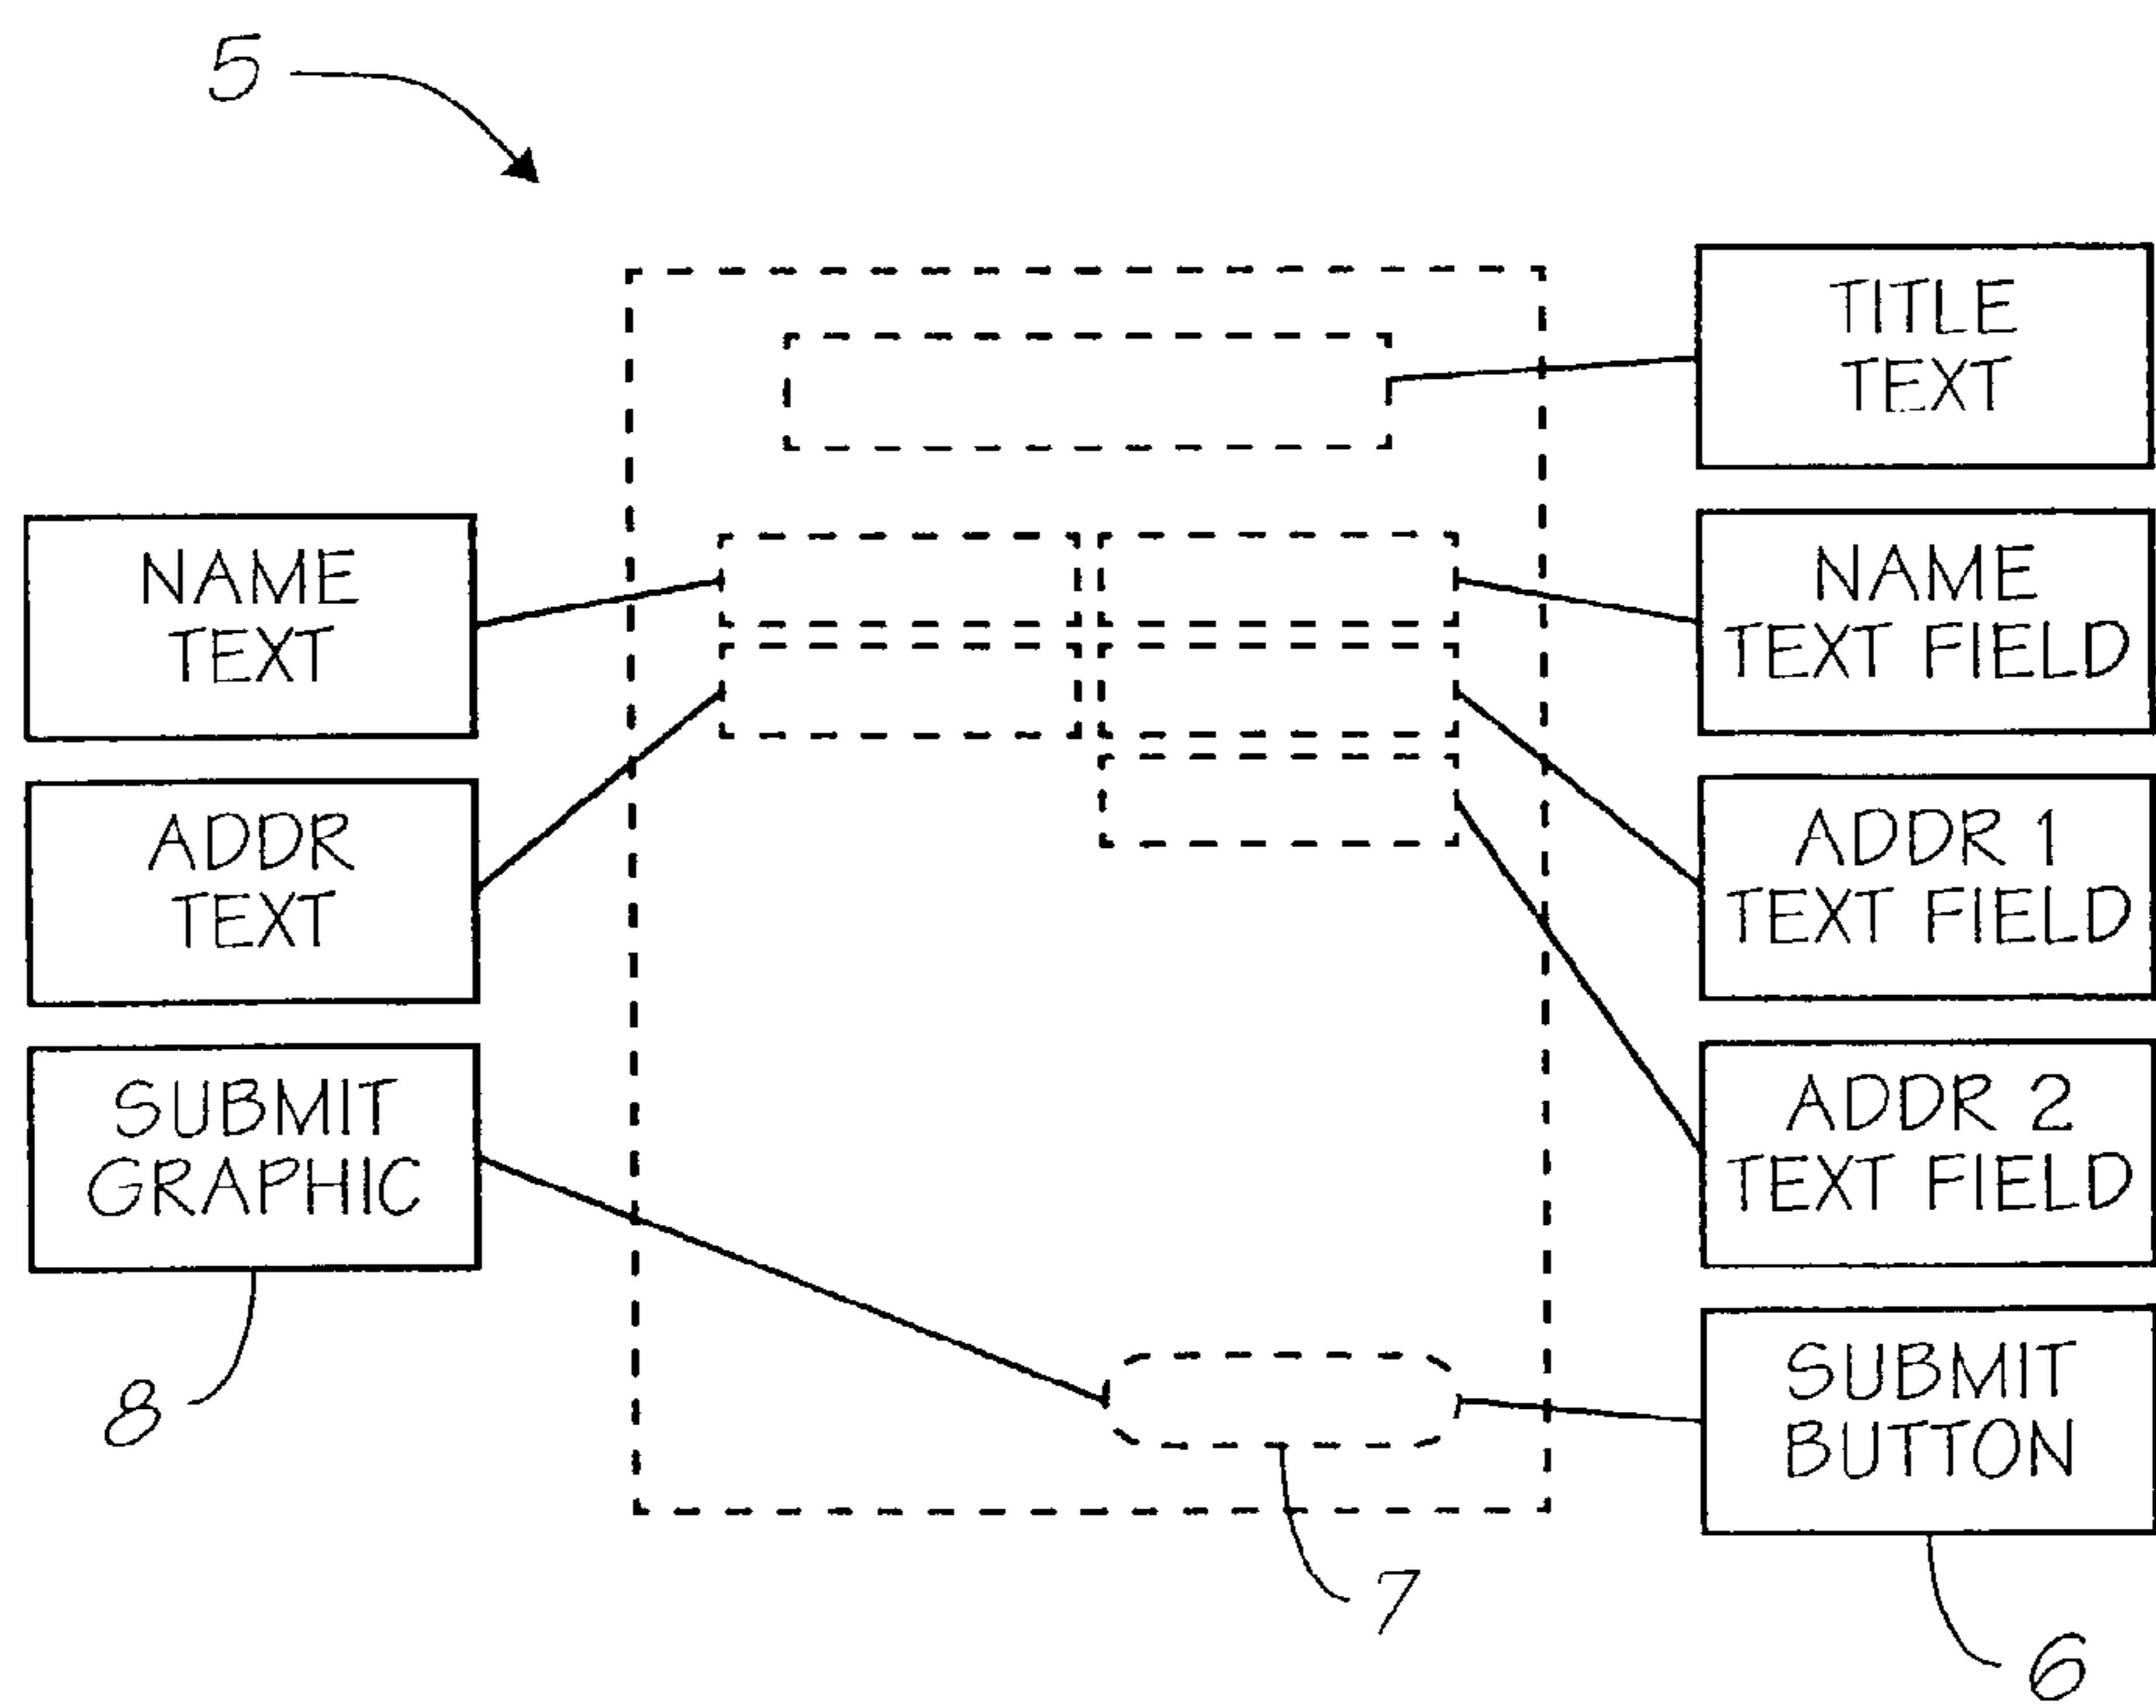 5
TITLE
TEXT
NAME
TEXT
NAME
TEXT FIELD
ADDR
TEXT
ADDR 1
TEXT FIELD
SUBMIT
GRAPHIC
ADDR 2
TEXT FIELD
SUBMIT
BUTTON
8
7
6